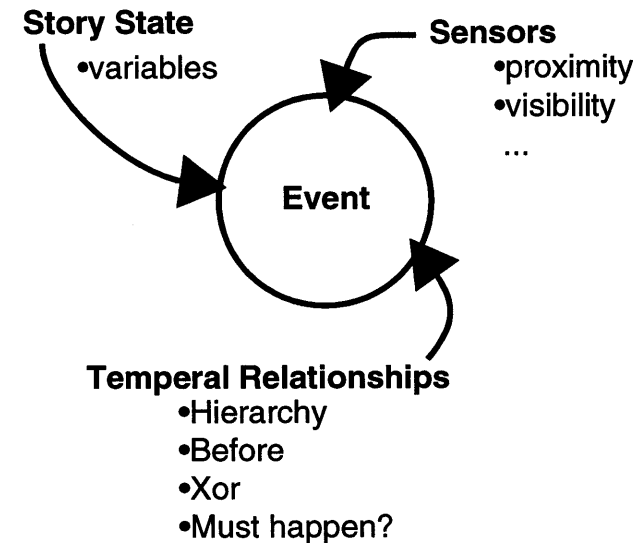 Story State
•variables
Sensors
•proximity
•visibility
...
Event
Temperal Relationships
•Hierarchy
•Before
•Xor
•Must happen?